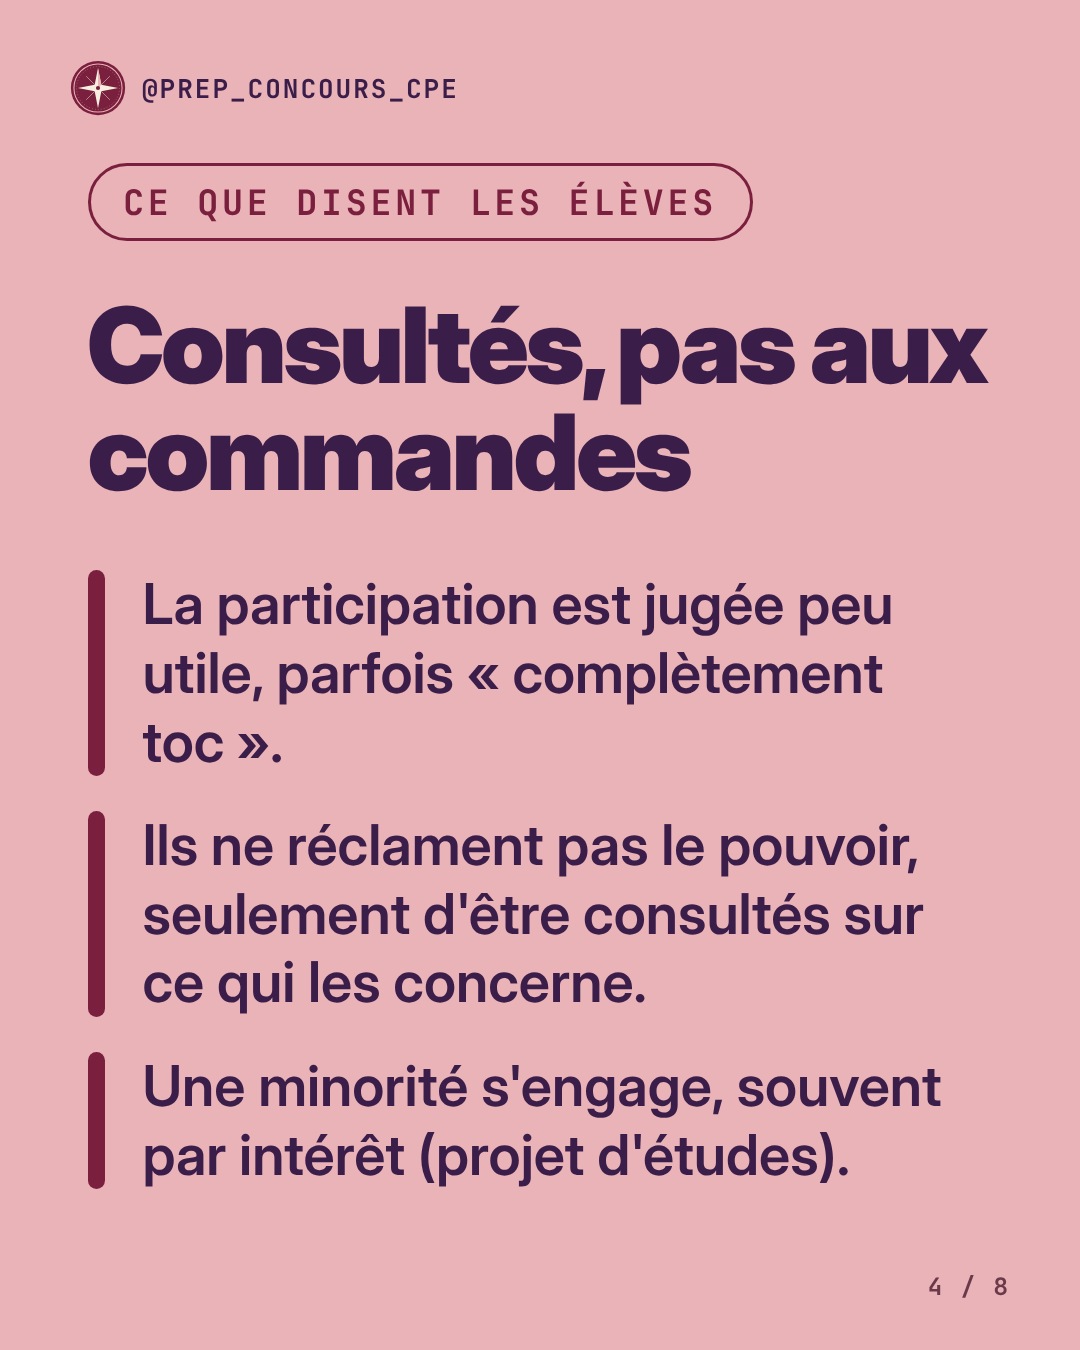 @PREP_CONCOURS_CPE
CE QUE DISENT LES ÉLÈVES
Consultés, pas aux
commandes
La participation est jugée peu
utile, parfois « complètement
toc ».
Ils ne réclament pas le pouvoir,
seulement d'être consultés sur
ce qui les concerne.
Une minorité s'engage, souvent
par intérêt (projet d'études).
4 / 8